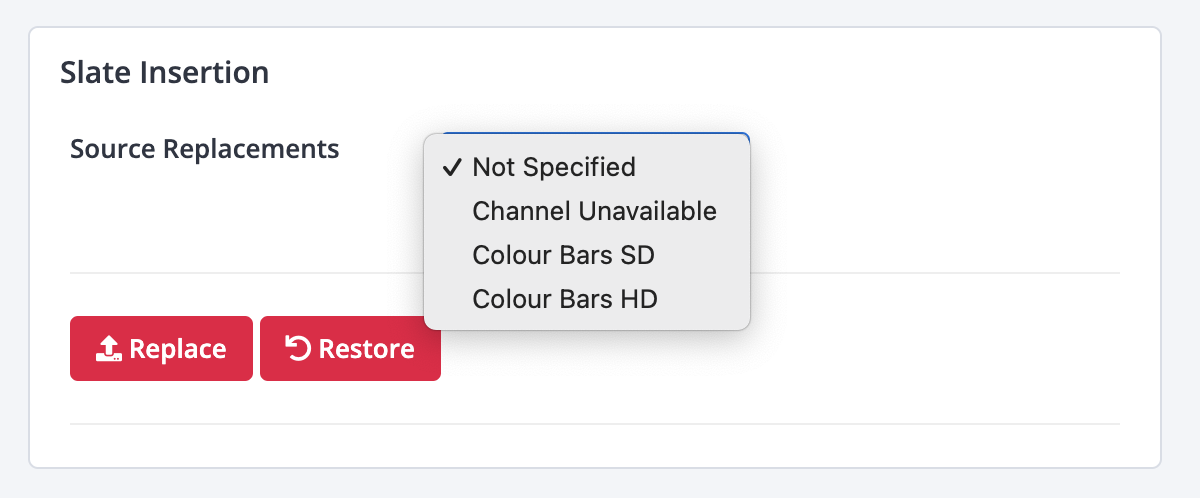 Slate Insertion
Source Replacements
Not Specified
Channel Unavailable
Colour Bars SD
Colour Bars HD
Replace
Restore